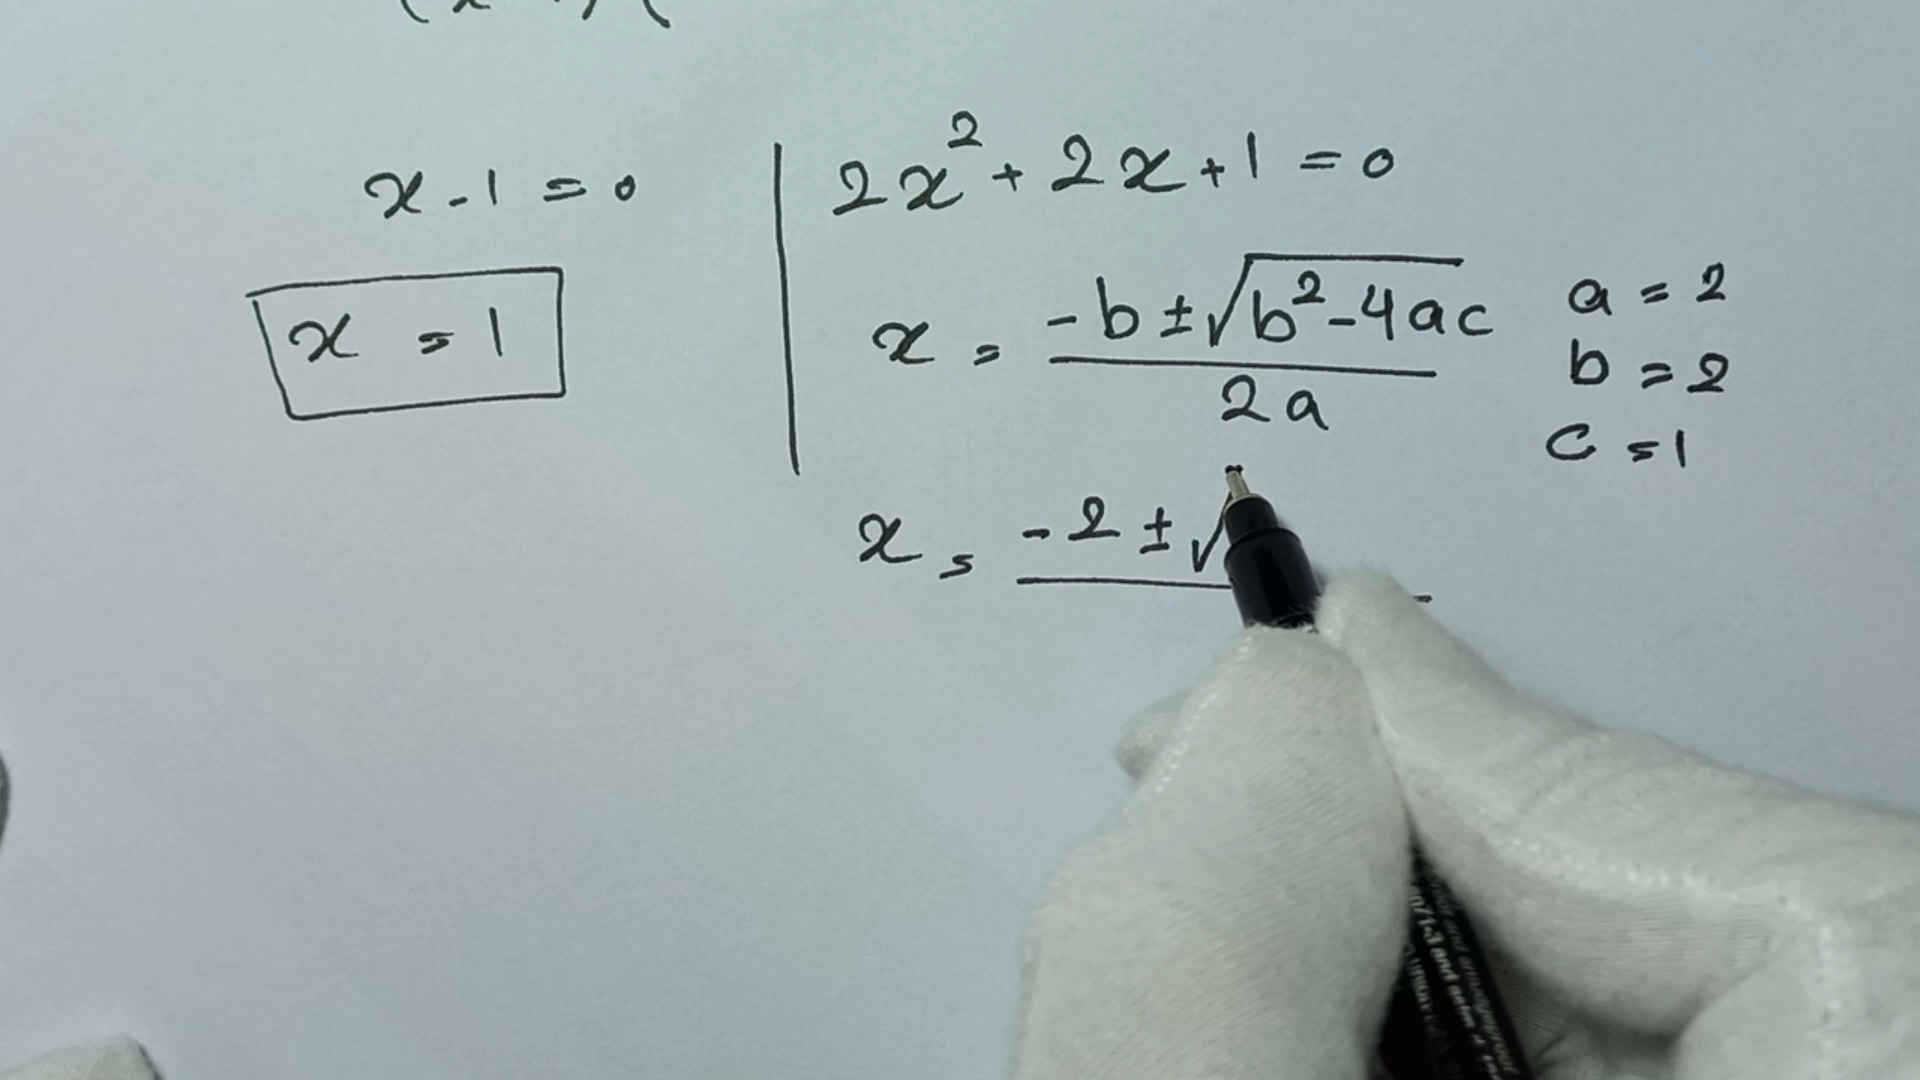 x - 1 = 0
x = 1
2x² + 2x + 1 = 0
x = (-b ± √(b² - 4ac)) / 2a
a = 2
b = 2
c = 1
x = -2 ± √